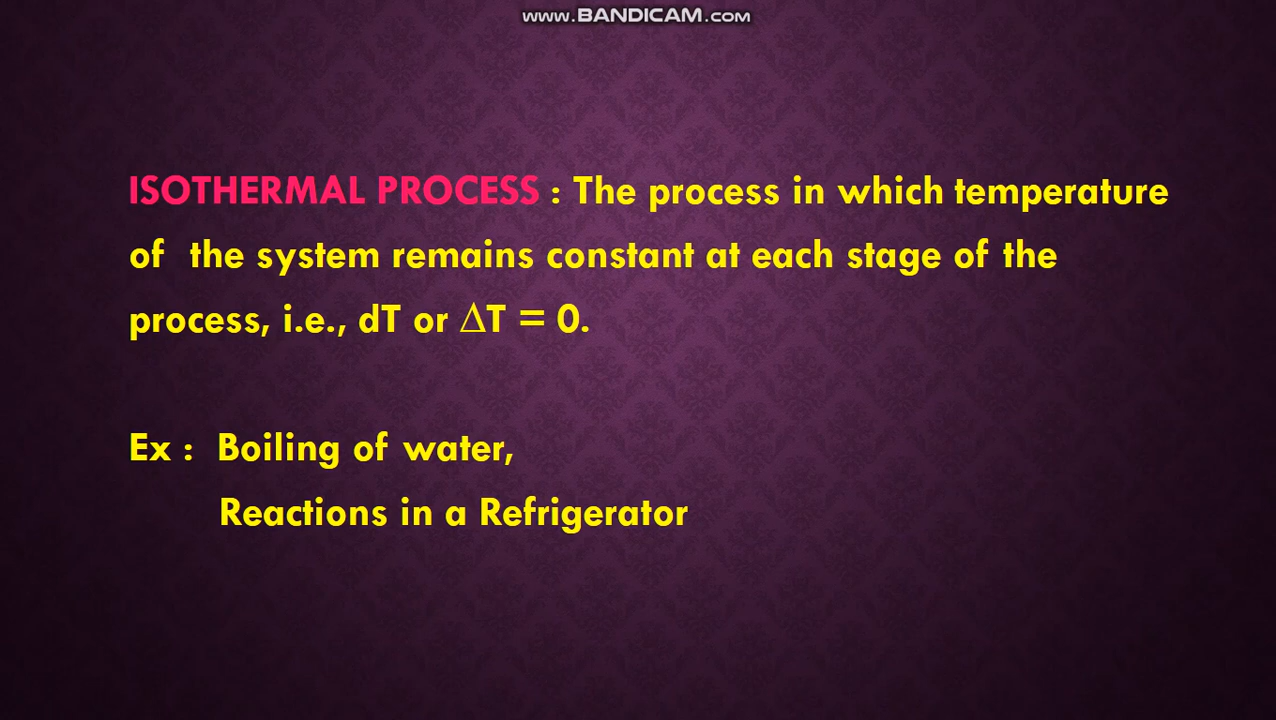 www.BANDICAM.com
ISOTHERMAL PROCESS : The process in which temperature
of the system remains constant at each stage of the
process, i.e., dT or ∆T = 0.
Ex : Boiling of water,
Reactions in a Refrigerator